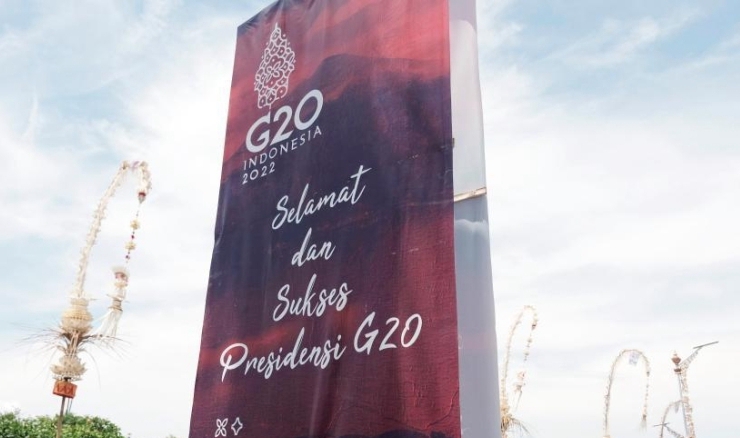 G20
INDONESIA
2022
Selamat
dan
Sukses
Presidensi G20